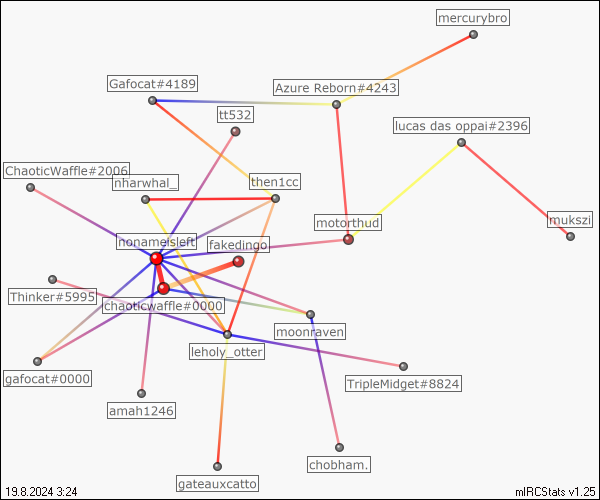 mercurybro
Gafocat#4189
Azure Reborn#4243
tt532
lucas das oppai#2396
ChaoticWaffle#2006
nharwhal_
then1cc
motorthud
mukszi
nonameisleft
fakedingo
Thinker#5995
chaoticwaffle#0000
moonraven
leholy_otter
gafocat#0000
TripleMidget#8824
amah1246
chobham.
gateauxcatto
19.8.2024 3:24
mIRCStats v1.25